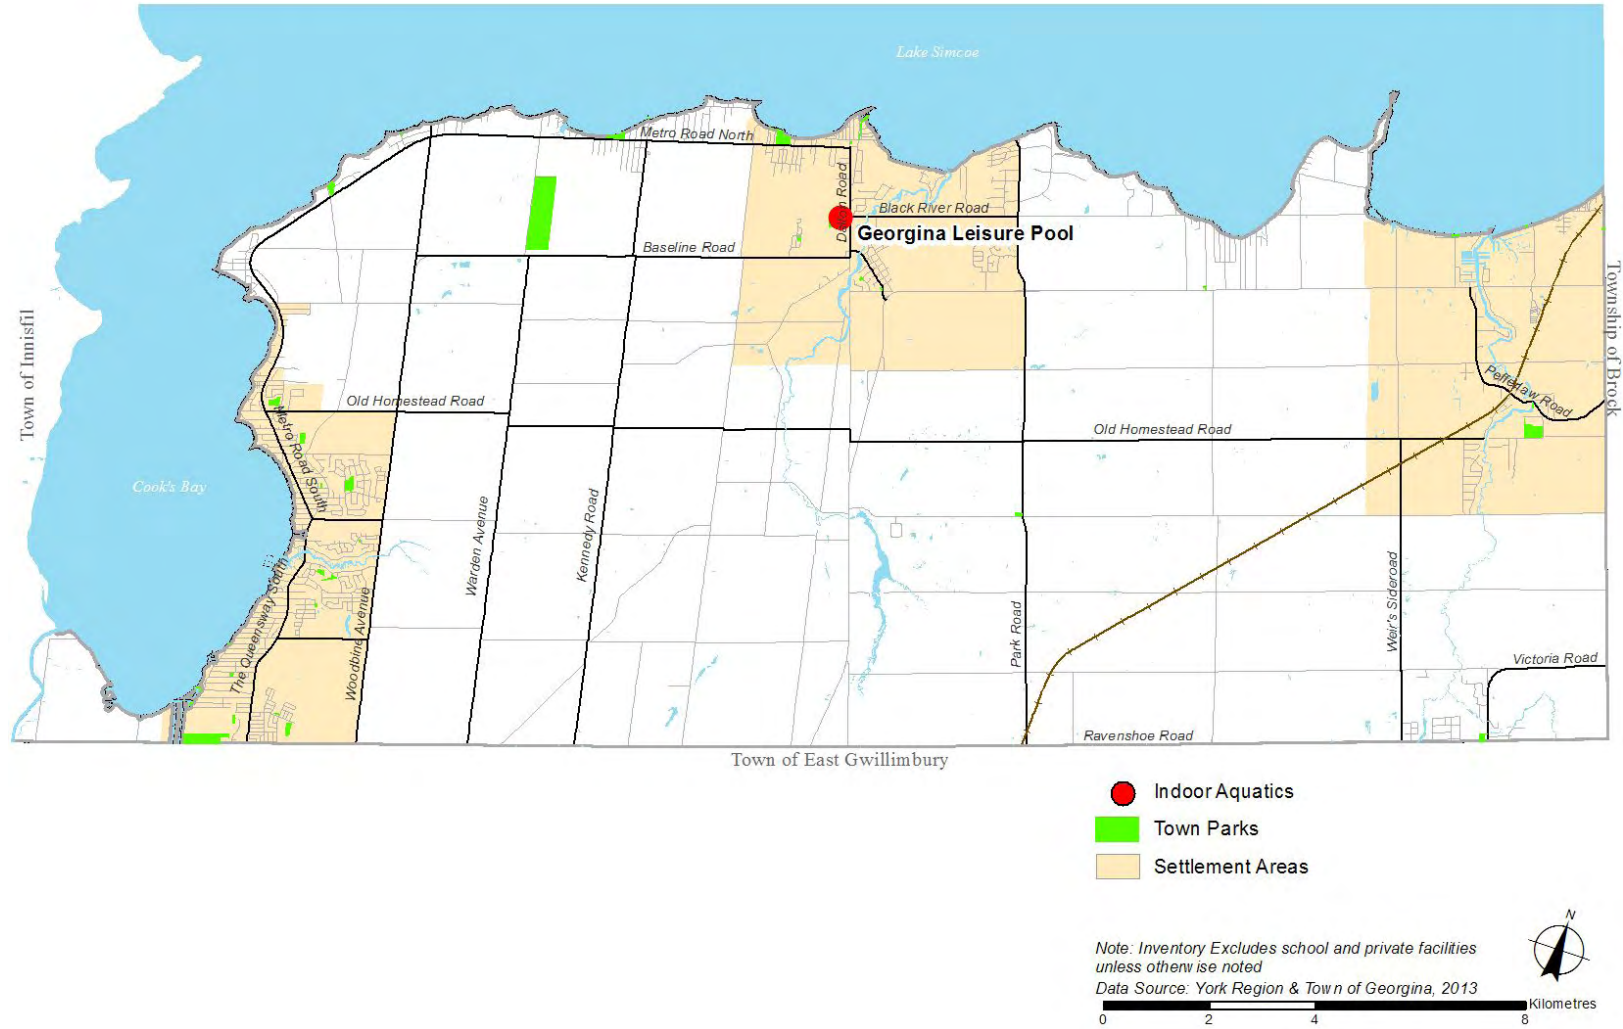 Lake Simcoe
Metro Road North
Dalton Road
Black River Road
Georgina Leisure Pool
Baseline Road
Town of Innisfil
Township of Brock
Old Homestead Road
Pefferlaw Road
Metro Road South
Old Homestead Road
Cook's Bay
Warden Avenue
Kennedy Road
The Queensway South
Woodbine Avenue
Park Road
Weir's Sideroad
Victoria Road
Ravenshoe Road
Town of East Gwillimbury
Indoor Aquatics
Town Parks
Settlement Areas
N
Note: Inventory Excludes school and private facilities
unless otherwise noted
Data Source: York Region & Town of Georgina, 2013
Kilometres
0 2 4 8